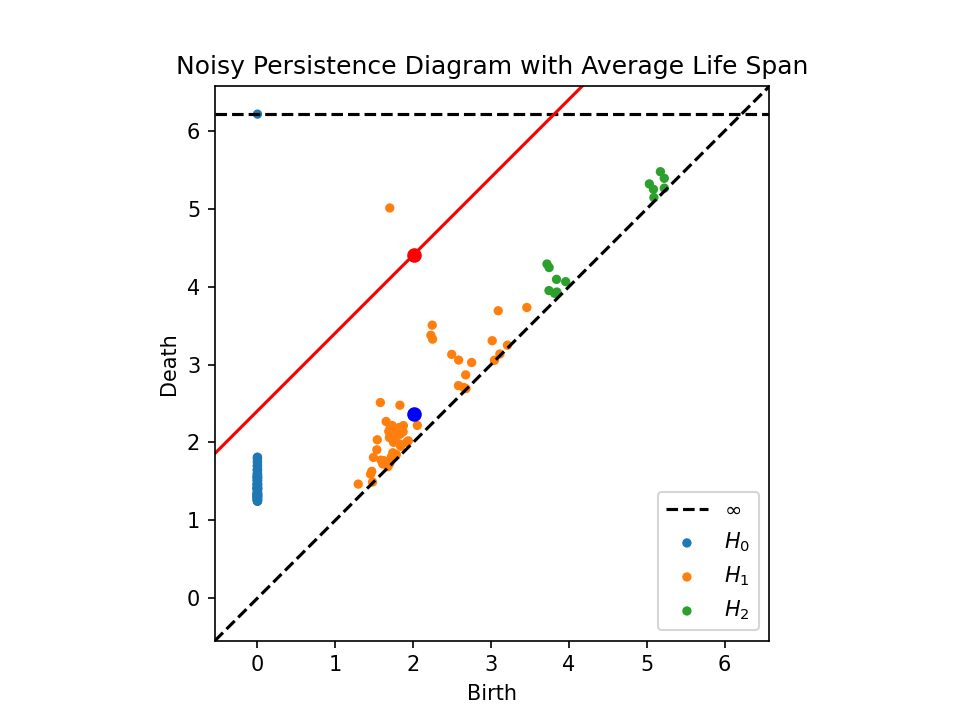 Noisy Persistence Diagram with Average Life Span
Death
6
5
4
3
2
1
0
∞
H₀
H₁
H₂
0 1 2 3 4 5 6
Birth